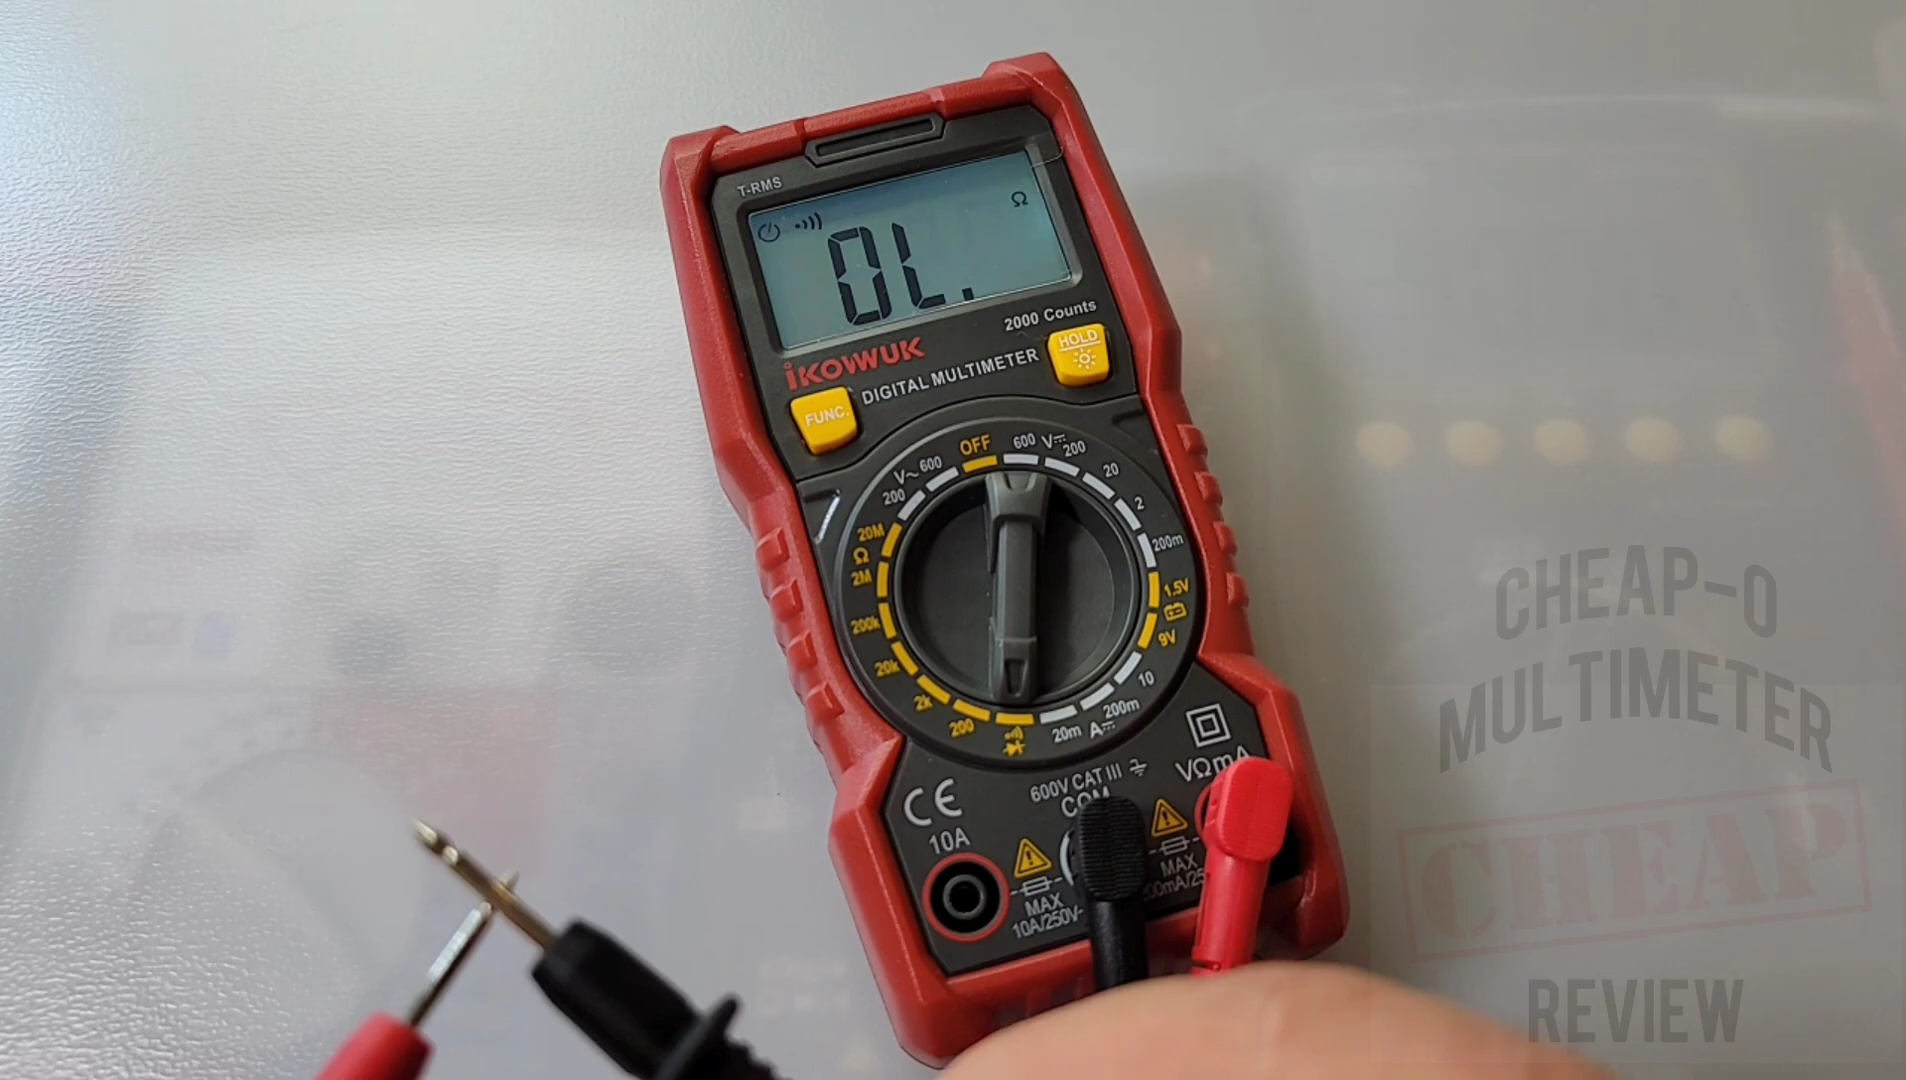 T-RMS
Ω
0L.
2000 Counts
iKOWUK
HOLD
DIGITAL MULTIMETER
FUNC.
OFF
600 V
200
20
2
200m
1.5V
9V
10
200m
A
20m
200
2k
20k
200k
2M
Ω
20M
200
V~ 600
600V CAT III
COM
VΩmA
CE
10A
MAX
10A/250V
MAX
CHEAP-O
MULTIMETER
CHEAP
REVIEW